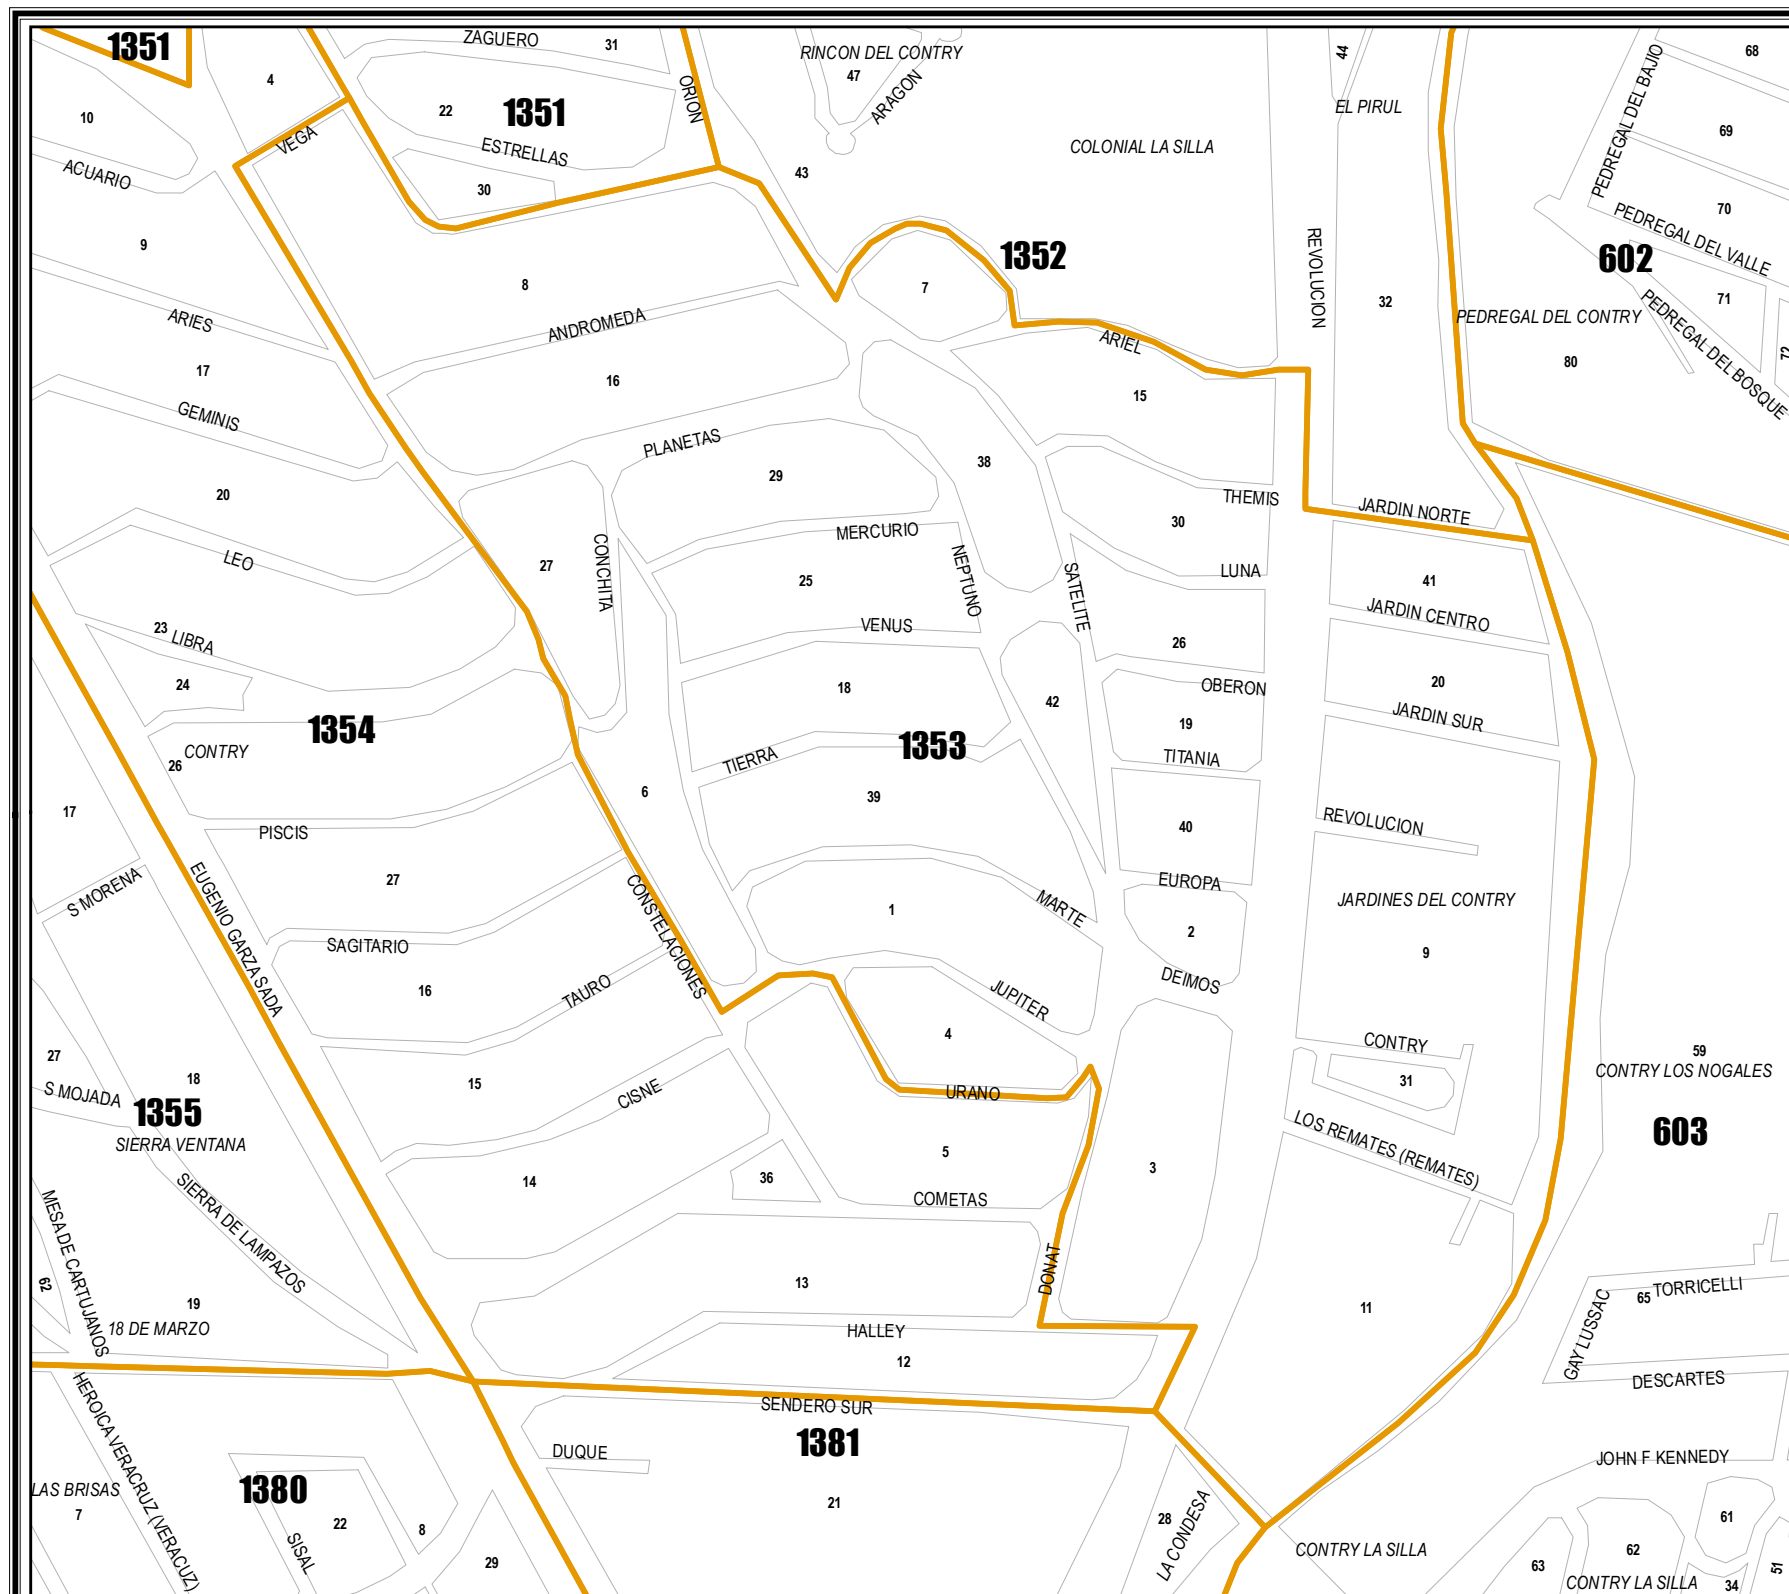 1351
ZAGUERO
31
RINCON DEL CONTRY
47
44
68
4
ORION
ARAGON
PEDREGAL DEL BAJIO
10
22
1351
EL PIRUL
69
VEGA
ESTRELLAS
COLONIAL LA SILLA
ACUARIO
30
43
70
9
PEDREGAL DEL VALLE
1352
602
REVOLUCION
8
7
32
71
ARIES
ANDROMEDA
PEDREGAL DEL CONTRY
PEDREGAL DEL BOSQUE
72
ARIEL
17
16
80
15
GEMINIS
PLANETAS
38
29
20
THEMIS
JARDIN NORTE
30
MERCURIO
LEO
27
CONCHITA
NEPTUNO
SATELITE
LUNA
25
41
JARDIN CENTRO
23
LIBRA
VENUS
26
24
18
OBERON
20
42
JARDIN SUR
1354
19
CONTRY
1353
26
TIERRA
TITANIA
6
39
17
PISCIS
40
REVOLUCION
S MORENA
27
EUROPA
EUGENIO GARZA SADA
CONSTELACIONES
1
MARTE
JARDINES DEL CONTRY
SAGITARIO
2
9
16
TAURO
DEIMOS
JUPITER
4
CONTRY
27
59
18
15
31
CONTRY LOS NOGALES
S MOJADA
CISNE
URANO
1355
LOS REMATES (REMATES)
603
SIERRA VENTANA
5
3
14
36
SIERRA DE LAMPAZOS
COMETAS
MESA DE CARTUJANOS
62
13
DONAT
TORRICELLI
65
19
11
GAY LUSSAC
18 DE MARZO
HALLEY
12
DESCARTES
HEROICA VERACRUZ (VERACUZ)
SENDERO SUR
DUQUE
1381
JOHN F KENNEDY
LAS BRISAS
1380
7
21
22
8
28
LA CONDESA
61
SISAL
29
CONTRY LA SILLA
62
63
CONTRY LA SILLA
34
51